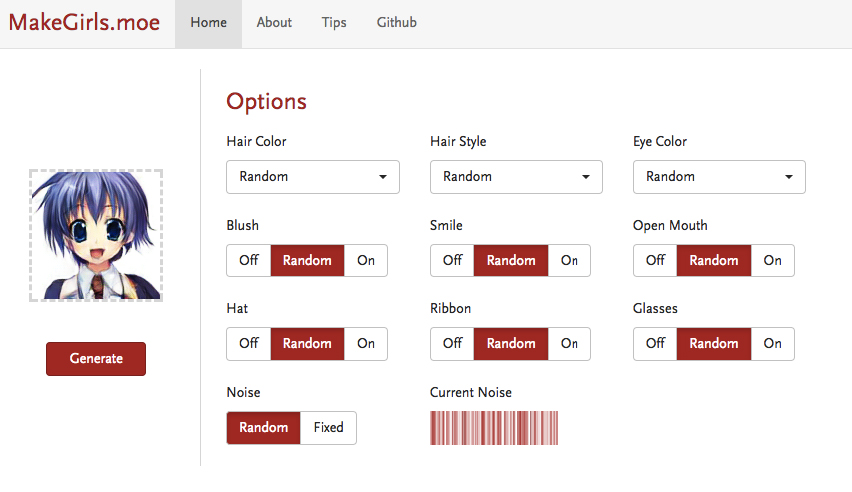 MakeGirls.moe Home About Tips Github
Options
Hair Color Hair Style Eye Color
Random Random Random
Blush Smile Open Mouth
Off Random On Off Random On Off Random On
Hat Ribbon Glasses
Off Random On Off Random On Off Random On
Generate
Noise Current Noise
Random Fixed